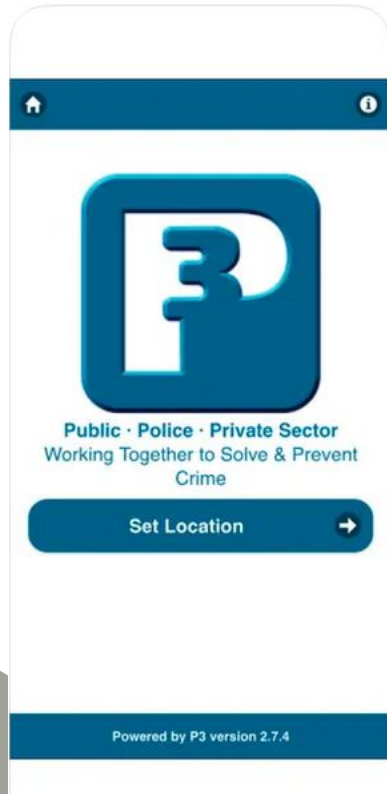 P3
Public · Police · Private Sector
Working Together to Solve & Prevent
Crime
Set Location
Powered by P3 version 2.7.4